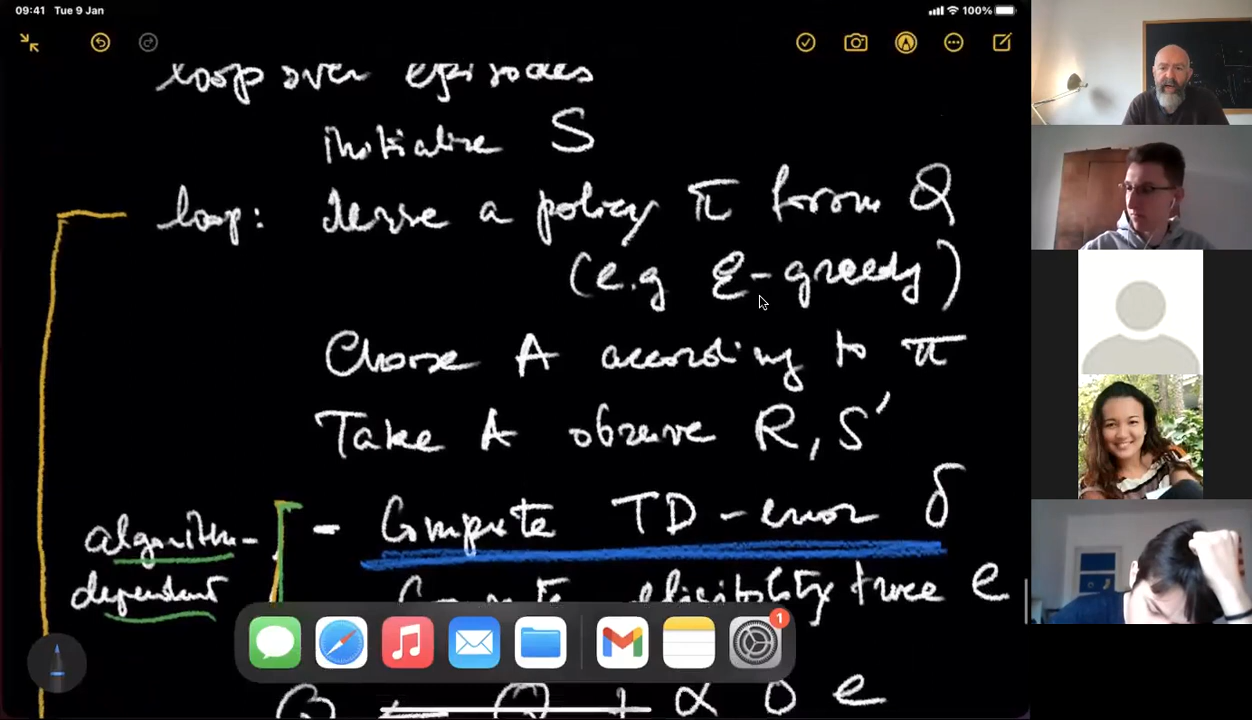 09:41 Tue 9 Jan 100%
loop over episodes
initialize S
loop: derive a policy π from Q
(e.g ε-greedy)
Choose A according to π
Take A observe R, S'
- Compute TD-error δ
algorithm-
dependent
Compute eligibility trace e
1
Q ← Q + α δ e